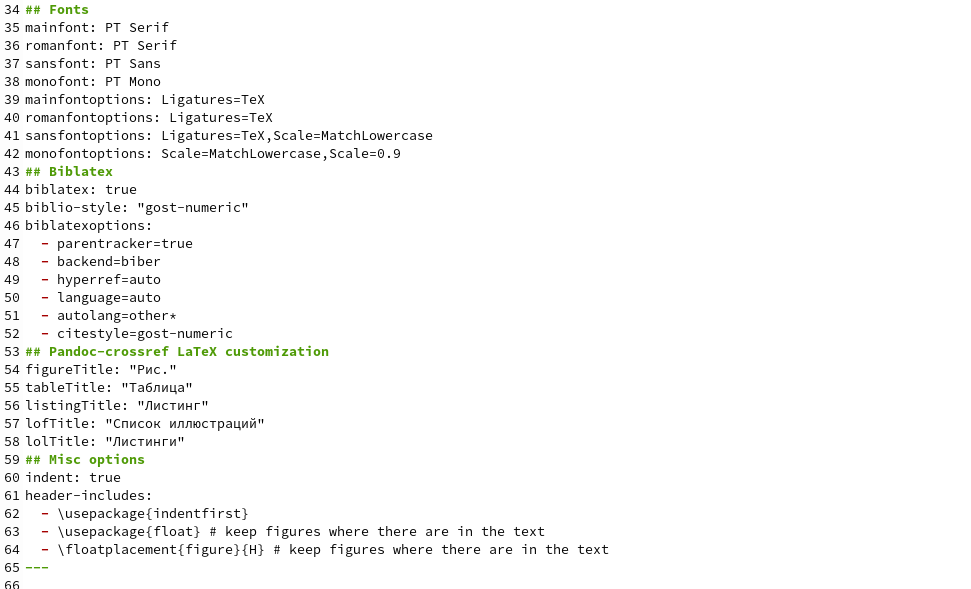 34 ## Fonts
35 mainfont: PT Serif
36 romanfont: PT Serif
37 sansfont: PT Sans
38 monofont: PT Mono
39 mainfontoptions: Ligatures=TeX
40 romanfontoptions: Ligatures=TeX
41 sansfontoptions: Ligatures=TeX,Scale=MatchLowercase
42 monofontoptions: Scale=MatchLowercase,Scale=0.9
43 ## Biblatex
44 biblatex: true
45 biblio-style: "gost-numeric"
46 biblatexoptions:
47   - parentracker=true
48   - backend=biber
49   - hyperref=auto
50   - language=auto
51   - autolang=other*
52   - citestyle=gost-numeric
53 ## Pandoc-crossref LaTeX customization
54 figureTitle: "Рис."
55 tableTitle: "Таблица"
56 listingTitle: "Листинг"
57 lofTitle: "Список иллюстраций"
58 lolTitle: "Листинги"
59 ## Misc options
60 indent: true
61 header-includes:
62   - \usepackage{indentfirst}
63   - \usepackage{float} # keep figures where there are in the text
64   - \floatplacement{figure}{H} # keep figures where there are in the text
65 ---
66